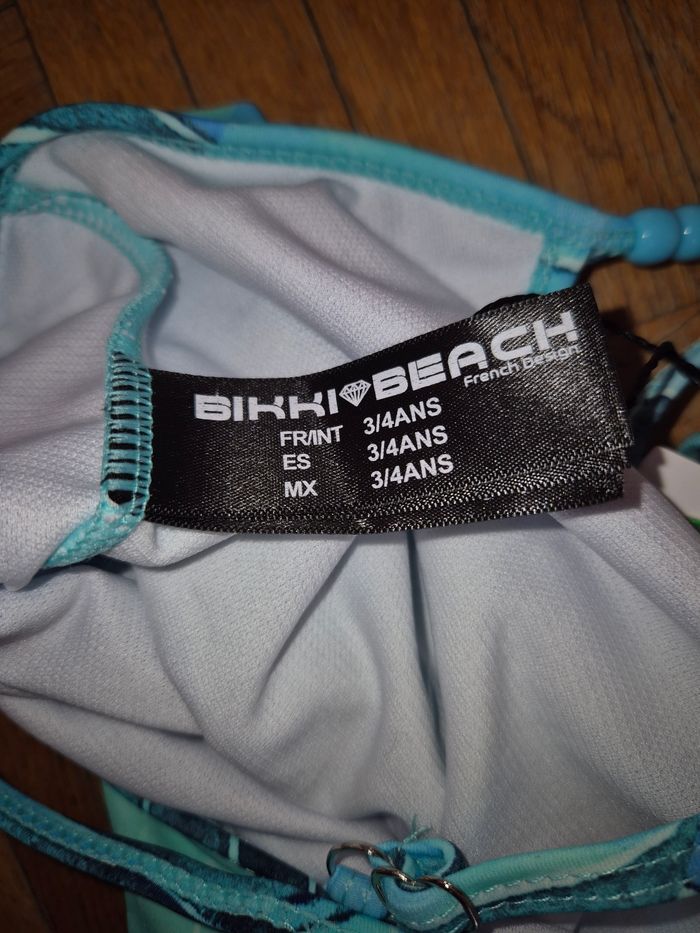 BIKKI BEACH
French Design
FR/INT 3/4ANS
ES 3/4ANS
MX 3/4ANS